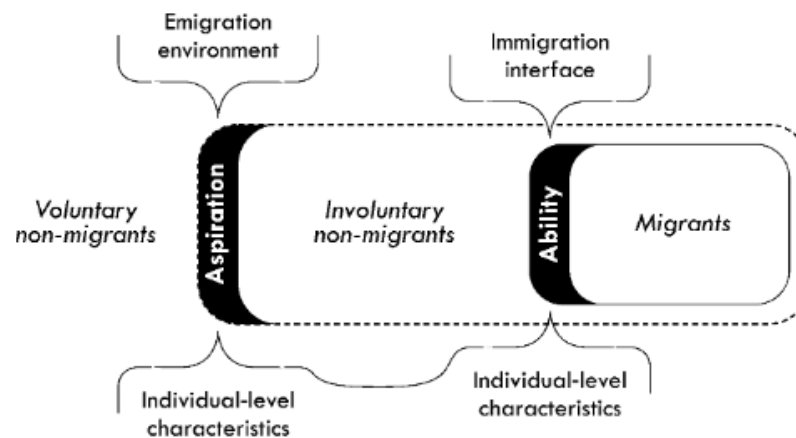 Emigration
environment
Immigration
interface
Voluntary
non-migrants
Aspiration
Involuntary
non-migrants
Ability
Migrants
Individual-level
characteristics
Individual-level
characteristics